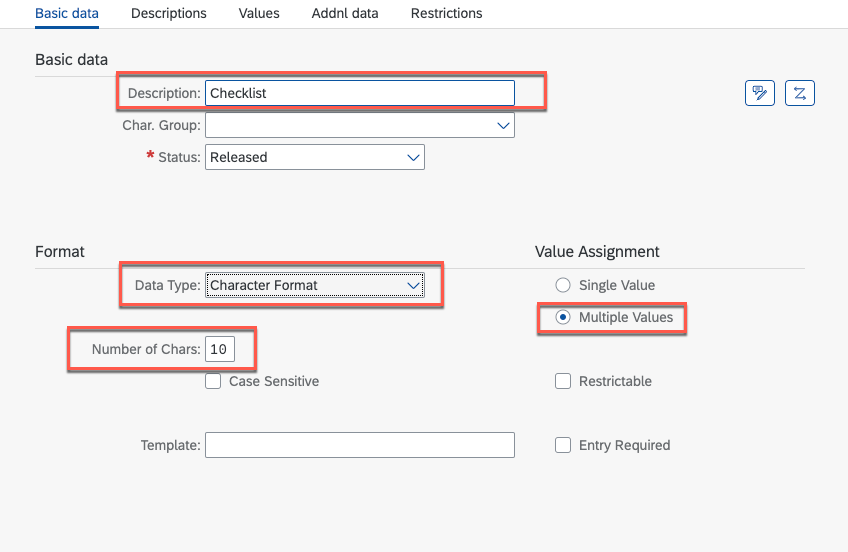 Basic data Descriptions Values Addnl data Restrictions
Basic data
Description: Checklist
Char. Group:
* Status: Released
Format Value Assignment
Data Type: Character Format Single Value
Multiple Values
Number of Chars: 10
Case Sensitive Restrictable
Template: Entry Required